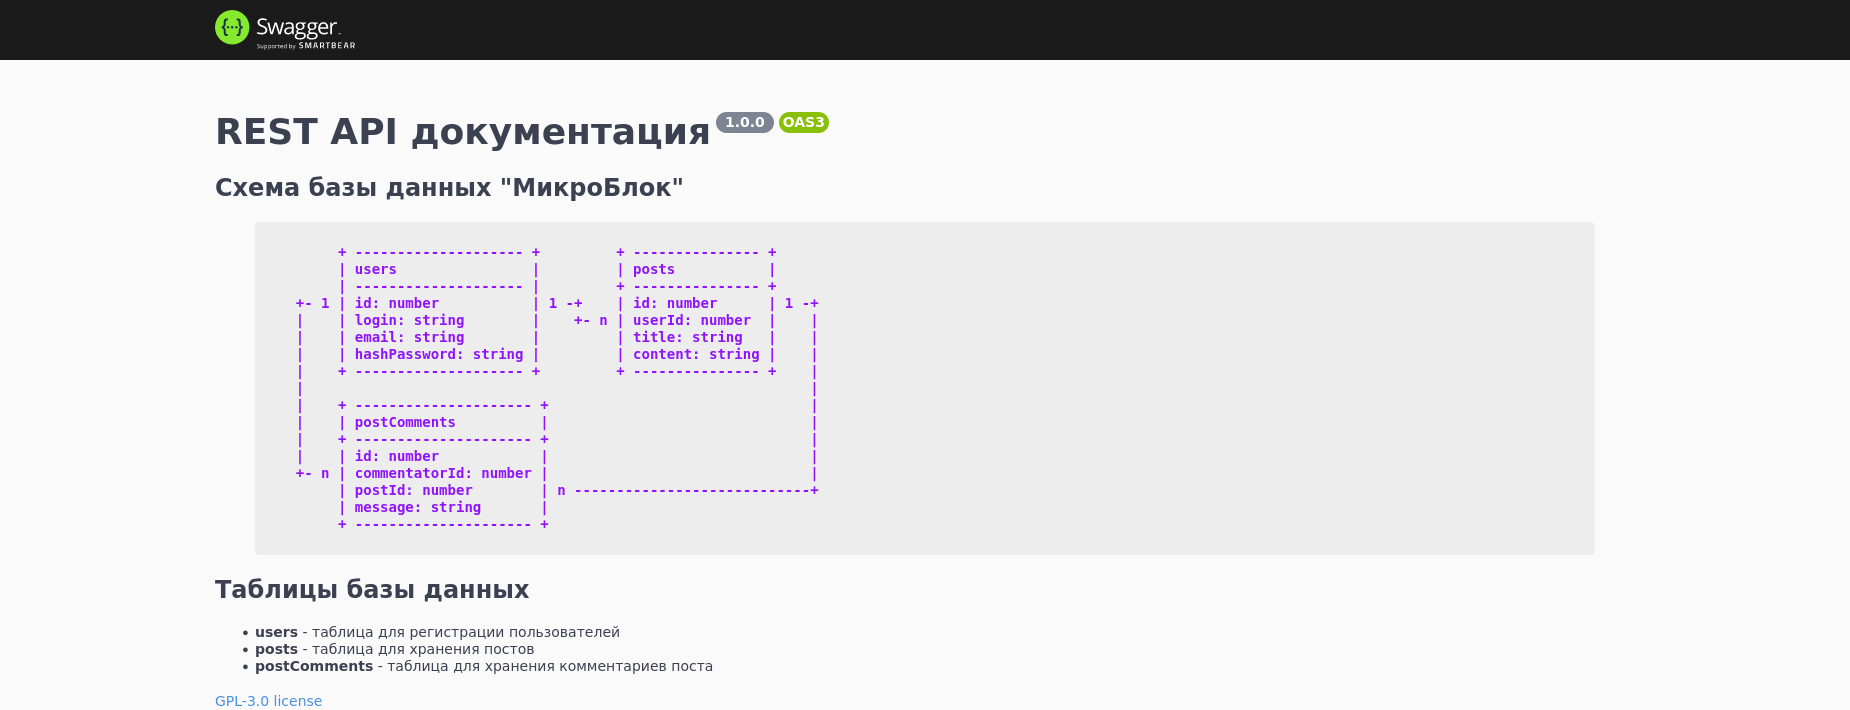 Swagger
Supported by SMARTBEAR
REST API документация 1.0.0 OAS3
Схема базы данных "МикроБлок"
     + -------------------- +         + --------------- +
     | users                |         | posts           |
     | -------------------- |         + --------------- +
+- 1 | id: number           | 1 -+    | id: number      | 1 -+
|    | login: string        |    +- n | userId: number  |    |
|    | email: string        |         | title: string   |    |
|    | hashPassword: string |         | content: string |    |
|    + -------------------- +         + --------------- +    |
|                                                            |
|    + --------------------- +                               |
|    | postComments          |                               |
|    + --------------------- +                               |
|    | id: number            |                               |
+- n | commentatorId: number |                               |
     | postId: number        | n ----------------------------+
     | message: string       |
     + --------------------- +
Таблицы базы данных
• users - таблица для регистрации пользователей
• posts - таблица для хранения постов
• postComments - таблица для хранения комментариев поста
GPL-3.0 license